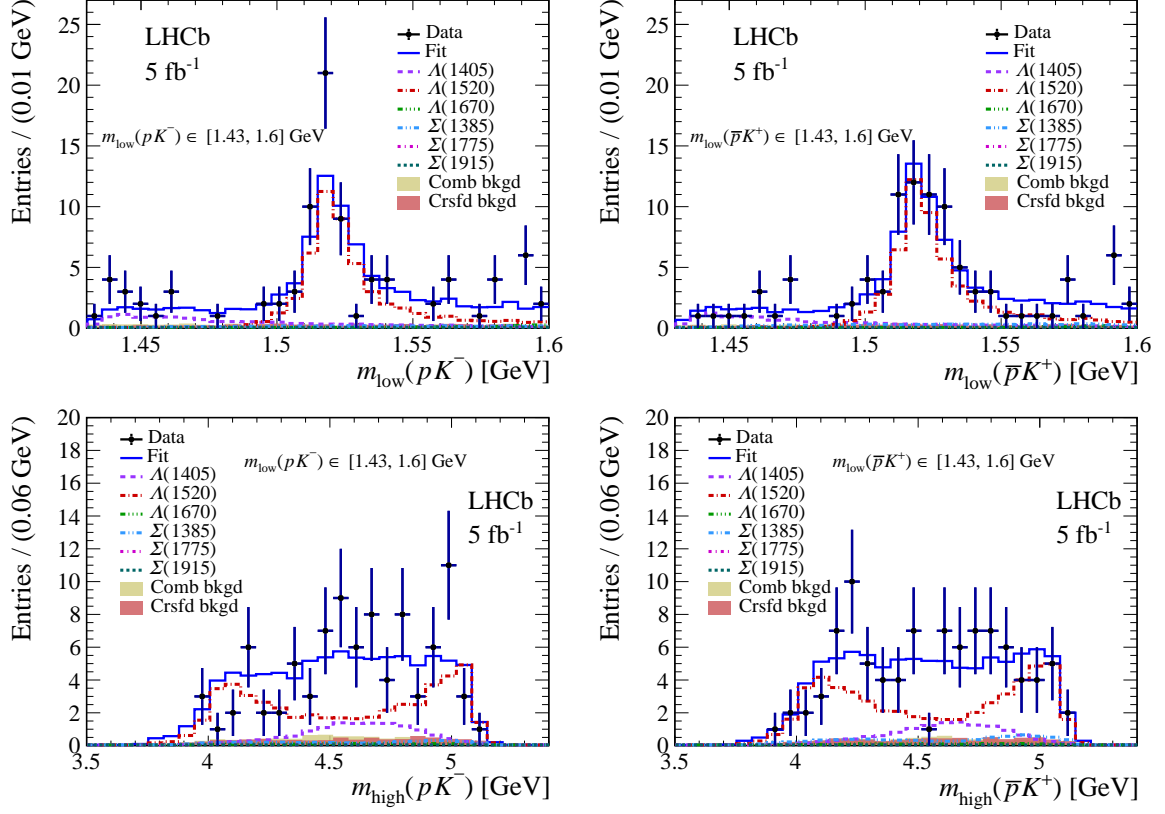 Entries / (0.01 GeV)
25
20
15
10
5
0
LHCb
5 fb⁻¹
m_low(pK⁻) ∈ [1.43, 1.6] GeV
Data
Fit
Λ(1405)
Λ(1520)
Λ(1670)
Σ(1385)
Σ(1775)
Σ(1915)
Comb bkgd
Crsfd bkgd
1.45 1.5 1.55 1.6
m_low(pK⁻) [GeV]
Entries / (0.01 GeV)
25
20
15
10
5
0
LHCb
5 fb⁻¹
m_low(p̅K⁺) ∈ [1.43, 1.6] GeV
Data
Fit
Λ(1405)
Λ(1520)
Λ(1670)
Σ(1385)
Σ(1775)
Σ(1915)
Comb bkgd
Crsfd bkgd
1.45 1.5 1.55 1.6
m_low(p̅K⁺) [GeV]
Entries / (0.06 GeV)
20
18
16
14
12
10
8
6
4
2
0
Data
Fit
Λ(1405)
Λ(1520)
Λ(1670)
Σ(1385)
Σ(1775)
Σ(1915)
Comb bkgd
Crsfd bkgd
m_low(pK⁻) ∈ [1.43, 1.6] GeV
LHCb
5 fb⁻¹
3.5 4 4.5 5
m_high(pK⁻) [GeV]
Entries / (0.06 GeV)
20
18
16
14
12
10
8
6
4
2
0
Data
Fit
Λ(1405)
Λ(1520)
Λ(1670)
Σ(1385)
Σ(1775)
Σ(1915)
Comb bkgd
Crsfd bkgd
m_low(p̅K⁺) ∈ [1.43, 1.6] GeV
LHCb
5 fb⁻¹
3.5 4 4.5 5
m_high(p̅K⁺) [GeV]